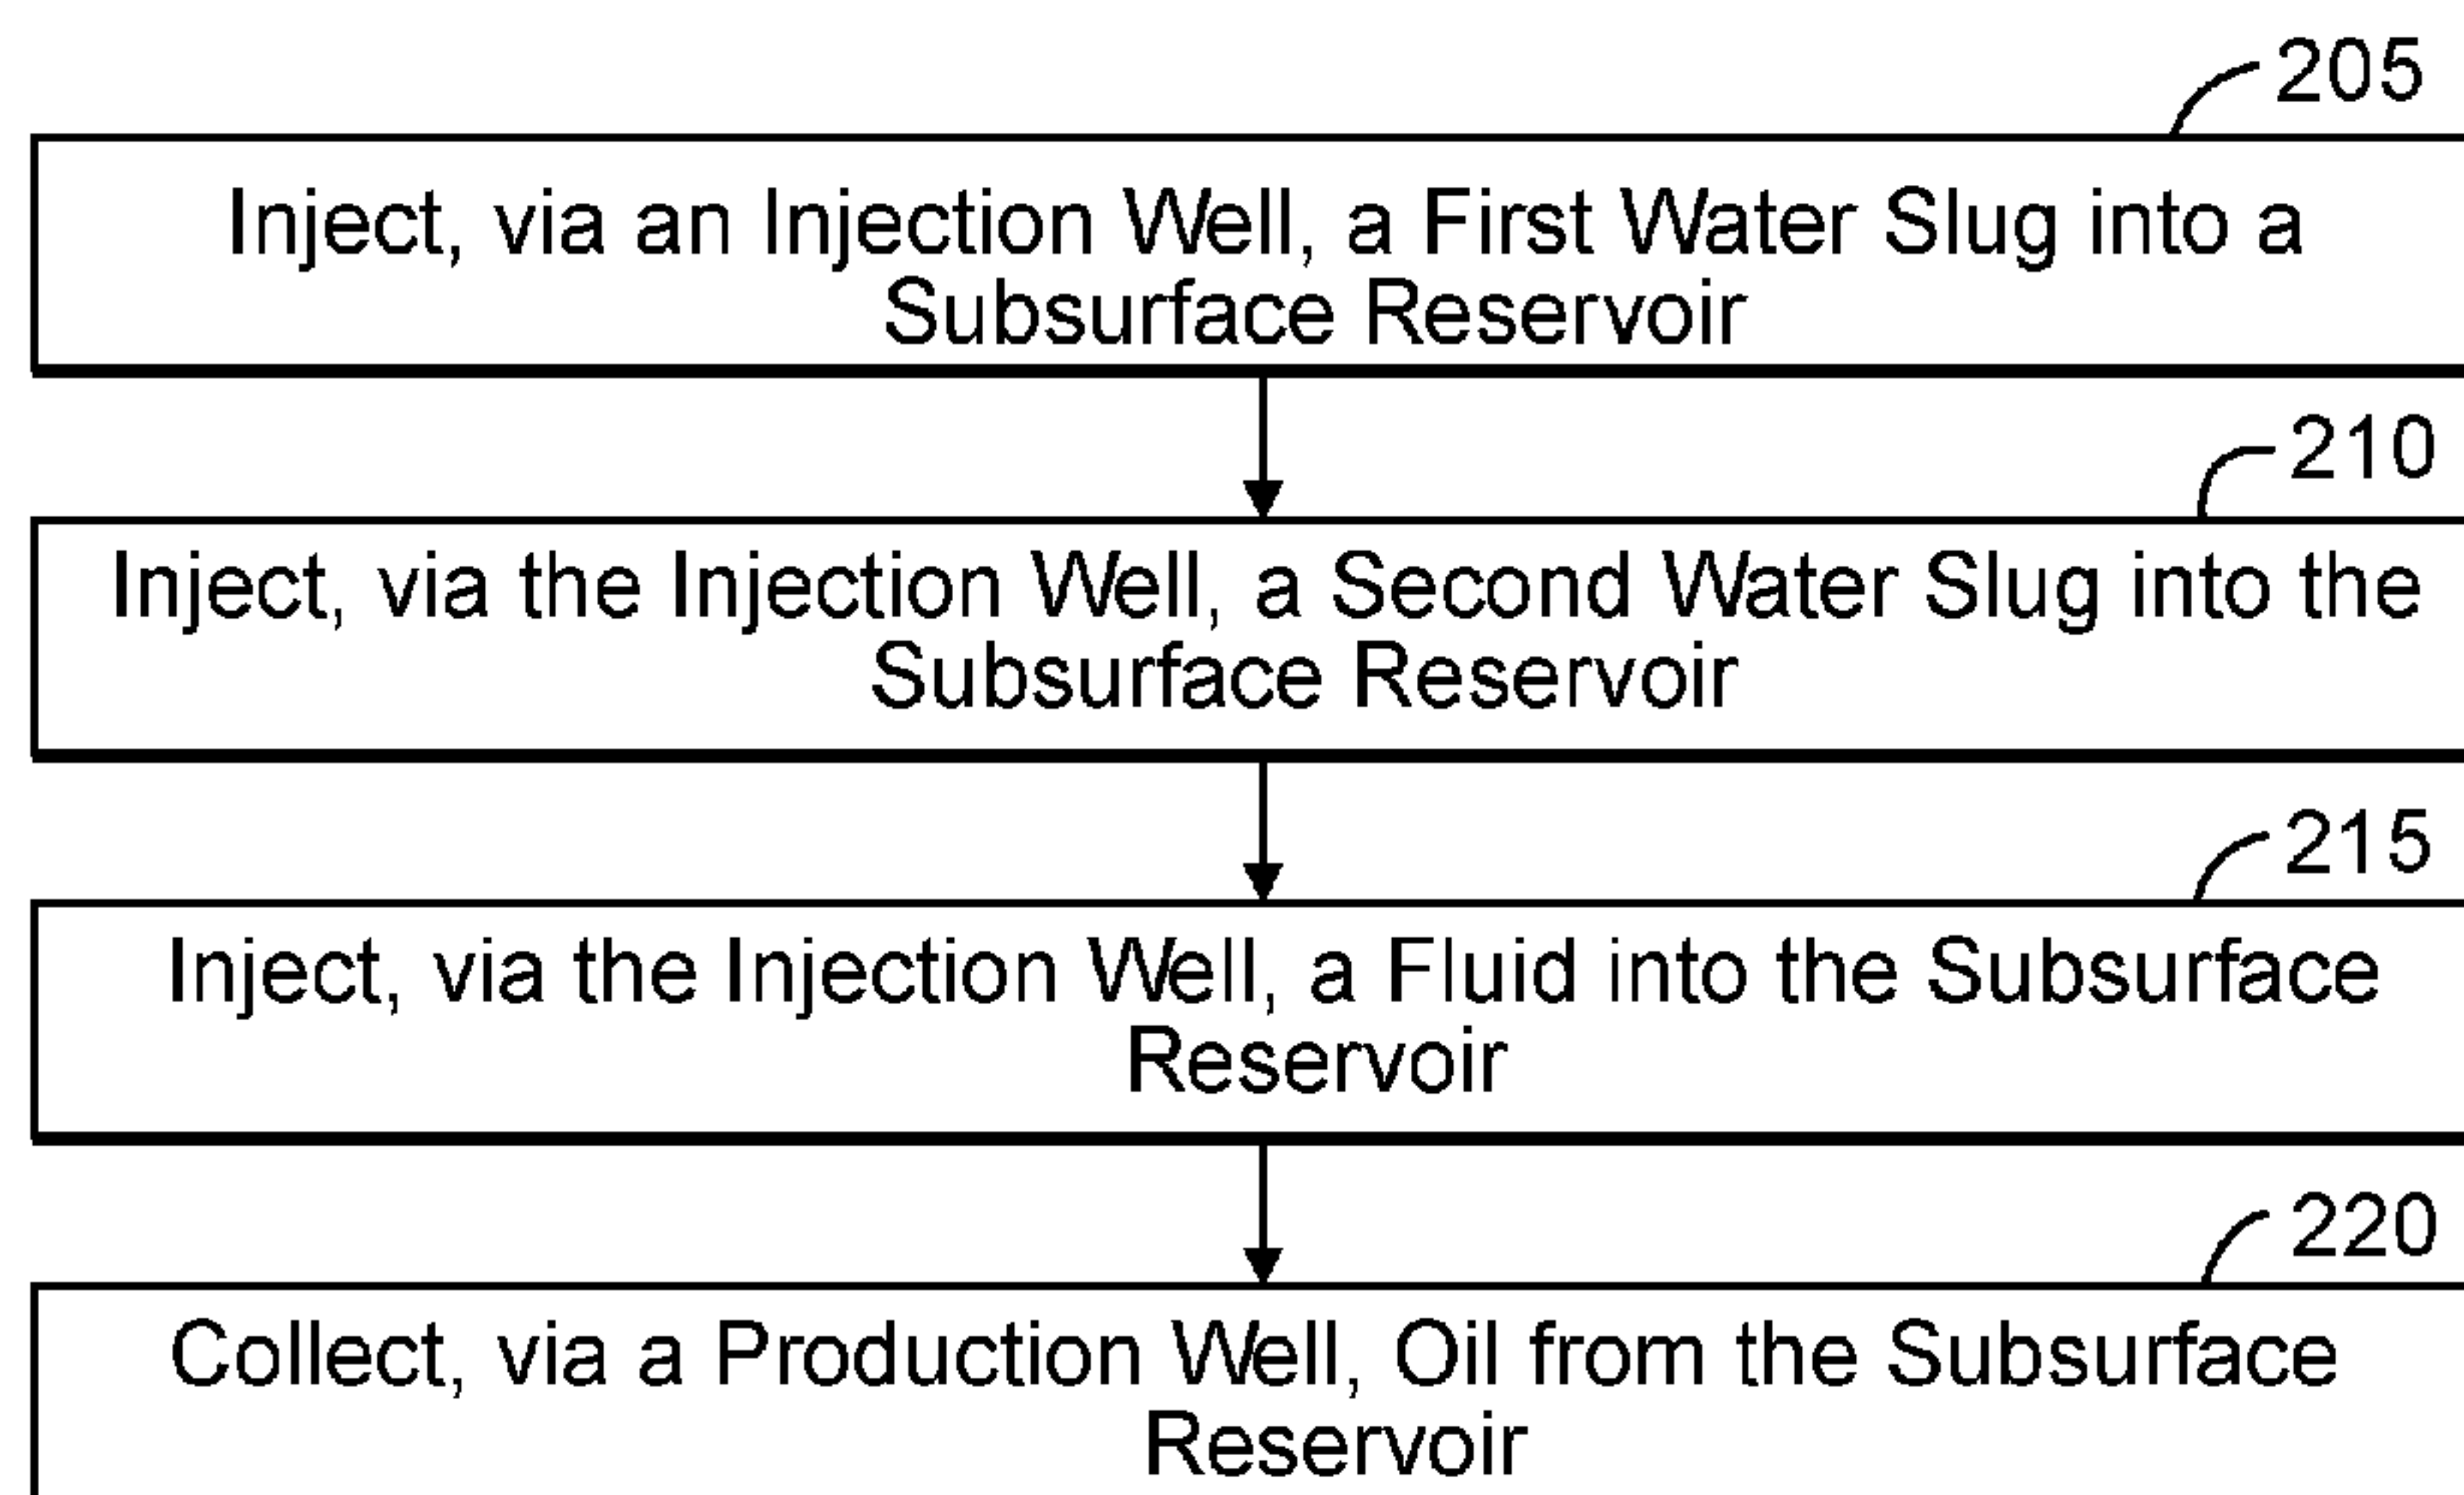 205
Inject, via an Injection Well, a First Water Slug into a
Subsurface Reservoir
210
Inject, via the Injection Well, a Second Water Slug into the
Subsurface Reservoir
215
Inject, via the Injection Well, a Fluid into the Subsurface
Reservoir
220
Collect, via a Production Well, Oil from the Subsurface
Reservoir